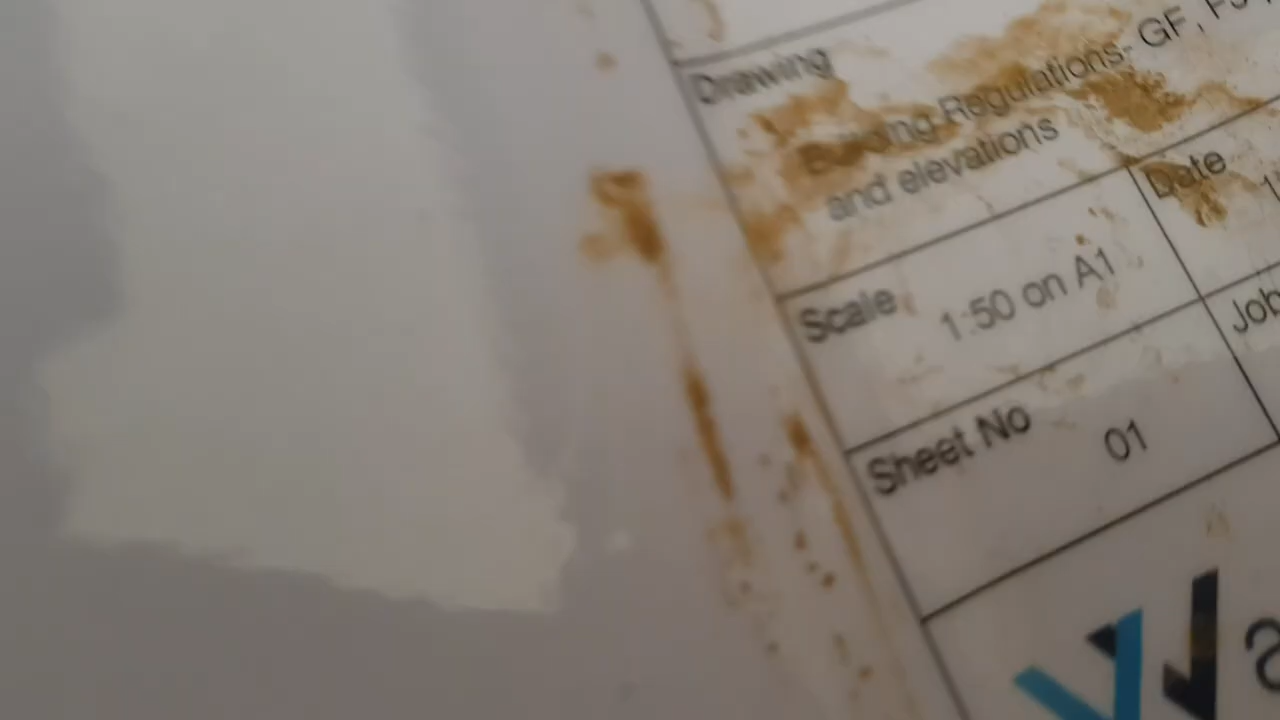 Drawing
Building Regulations- GF, 
and elevations
Date
Scale
1:50 on A1
Job
Sheet No
01